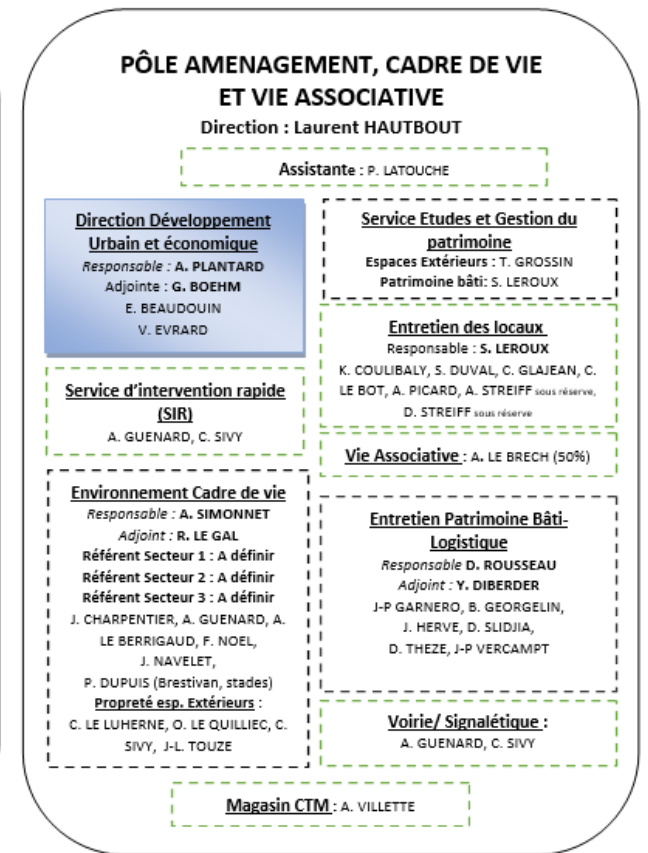 PÔLE AMENAGEMENT, CADRE DE VIE
ET VIE ASSOCIATIVE
Direction : Laurent HAUTBOUT
Assistante : P. LATOUCHE
Direction Développement
Urbain et économique
Responsable : A. PLANTARD
Adjointe : G. BOEHM
E. BEAUDOUIN
V. EVRARD
Service d'intervention rapide
(SIR)
A. GUENARD, C. SIVY
Environnement Cadre de vie
Responsable : A. SIMONNET
Adjoint : R. LE GAL
Référent Secteur 1 : A définir
Référent Secteur 2 : A définir
Référent Secteur 3 : A définir
J. CHARPENTIER, A. GUENARD, A.
LE BERRIGAUD, F. NOEL,
J. NAVELET,
P. DUPUIS (Brestivan, stades)
Propreté esp. Extérieurs :
C. LE LUHERNE, O. LE QUILLIEC, C.
SIVY, J-L. TOUZE
Service Etudes et Gestion du
patrimoine
Espaces Extérieurs : T. GROSSIN
Patrimoine bâti: S. LEROUX
Entretien des locaux
Responsable : S. LEROUX
K. COULIBALY, S. DUVAL, C. GLAJEAN, C.
LE BOT, A. PICARD, A. STREIFF sous réserve,
D. STREIFF sous réserve
Vie Associative : A. LE BRECH (50%)
Entretien Patrimoine Bâti-
Logistique
Responsable D. ROUSSEAU
Adjoint : Y. DIBERDER
J-P GARNERO, B. GEORGELIN,
J. HERVE, D. SLIDJIA,
D. THEZE, J-P VERCAMPT
Voirie/ Signalétique :
A. GUENARD, C. SIVY
Magasin CTM : A. VILLETTE